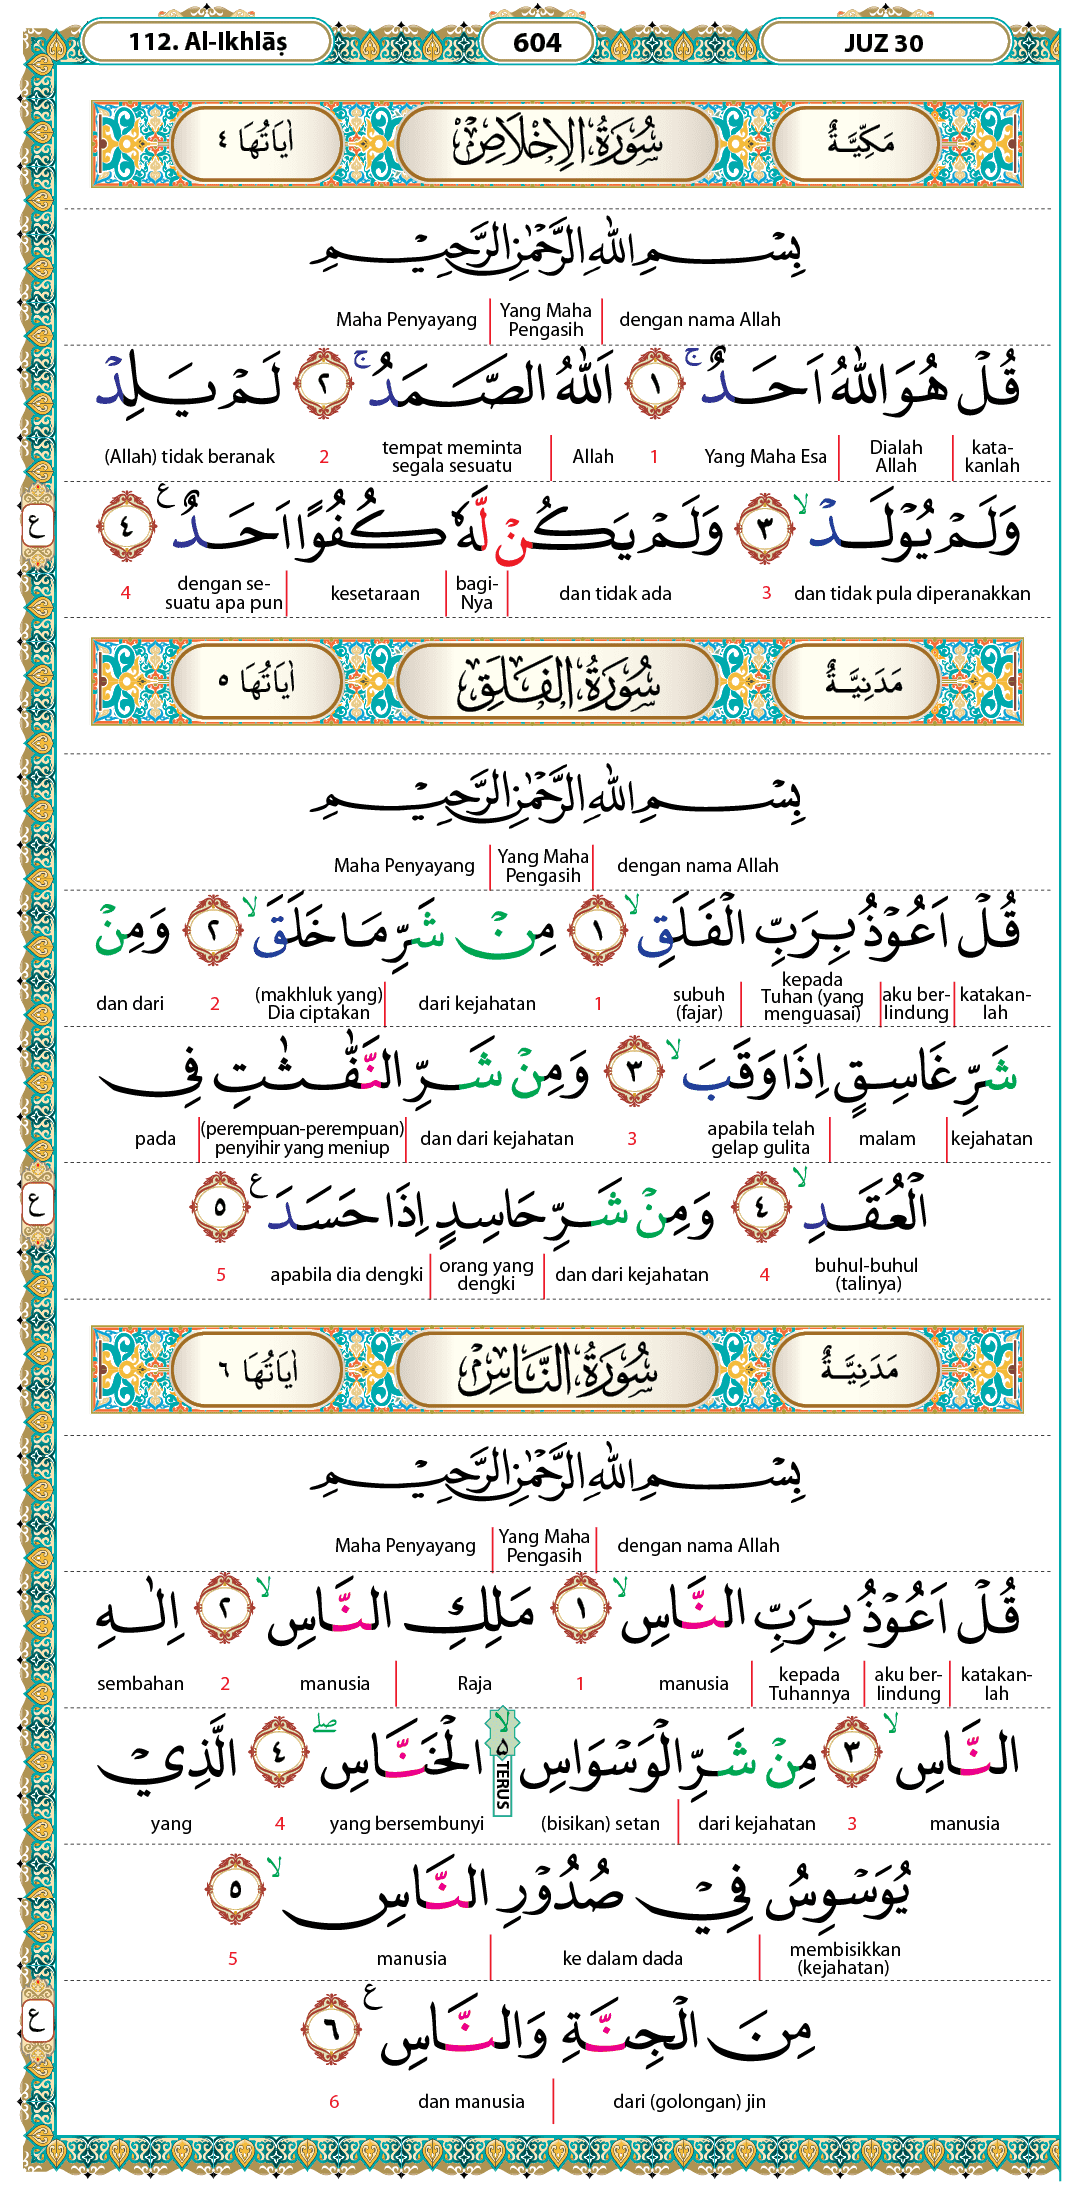 112. Al-Ikhlāṣ 604 JUZ 30
مَكِّيَّةٌ سُوْرَةُ الْاِخْلَاصِ اٰيَاتُهَا ٤
بِسْمِ اللّٰهِ الرَّحْمٰنِ الرَّحِيْمِ
dengan nama Allah | Yang Maha Pengasih | Maha Penyayang
قُلْ هُوَ اللّٰهُ اَحَدٌۚ ١ اَللّٰهُ الصَّمَدُۚ ٢ لَمْ يَلِدْ
kata-kanlah | Dialah Allah | Yang Maha Esa 1 Allah | tempat meminta segala sesuatu 2 (Allah) tidak beranak
وَلَمْ يُوْلَدْۙ ٣ وَلَمْ يَكُنْ لَّهٗ كُفُوًا اَحَدٌ ࣖ ٤
ع
dan tidak pula diperanakkan 3 dan tidak ada | bagi-Nya | kesetaraan | dengan se-suatu apa pun 4
مَدَنِيَّةٌ سُوْرَةُ الْفَلَقِ اٰيَاتُهَا ٥
بِسْمِ اللّٰهِ الرَّحْمٰنِ الرَّحِيْمِ
dengan nama Allah | Yang Maha Pengasih | Maha Penyayang
قُلْ اَعُوْذُ بِرَبِّ الْفَلَقِۙ ١ مِنْ شَرِّ مَا خَلَقَۙ ٢ وَمِنْ
katakan-lah | aku ber-lindung | kepada Tuhan (yang menguasai) | subuh (fajar) 1 dari kejahatan | (makhluk yang) Dia ciptakan 2 dan dari
شَرِّ غَاسِقٍ اِذَا وَقَبَۙ ٣ وَمِنْ شَرِّ النَّفّٰثٰتِ فِى
kejahatan | malam | apabila telah gelap gulita 3 dan dari kejahatan | (perempuan-perempuan) penyihir yang meniup | pada
الْعُقَدِۙ ٤ وَمِنْ شَرِّ حَاسِدٍ اِذَا حَسَدَ ࣖ ٥
ع
buhul-buhul (talinya) 4 dan dari kejahatan | orang yang dengki | apabila dia dengki 5
مَدَنِيَّةٌ سُوْرَةُ النَّاسِ اٰيَاتُهَا ٦
بِسْمِ اللّٰهِ الرَّحْمٰنِ الرَّحِيْمِ
dengan nama Allah | Yang Maha Pengasih | Maha Penyayang
قُلْ اَعُوْذُ بِرَبِّ النَّاسِۙ ١ مَلِكِ النَّاسِۙ ٢ اِلٰهِ
katakan-lah | aku ber-lindung | kepada Tuhannya | manusia 1 Raja | manusia 2 sembahan
النَّاسِۙ ٣ مِنْ شَرِّ الْوَسْوَاسِ ۙ ۵ TERUS الْخَنَّاسِۖ ٤ الَّذِيْ
manusia 3 dari kejahatan | (bisikan) setan yang bersembunyi 4 yang
يُوَسْوِسُ فِيْ صُدُوْرِ النَّاسِۙ ٥
membisikkan (kejahatan) | ke dalam dada | manusia 5
مِنَ الْجِنَّةِ وَالنَّاسِ ࣖ ٦
ع
dari (golongan) jin | dan manusia 6